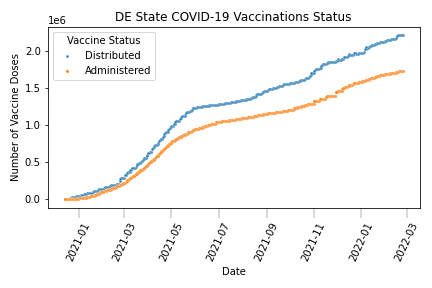 DE State COVID-19 Vaccinations Status
1e6
Vaccine Status
Distributed
Administered
Number of Vaccine Doses
2.0
1.5
1.0
0.5
0.0
2021-01
2021-03
2021-05
2021-07
2021-09
2021-11
2022-01
2022-03
Date